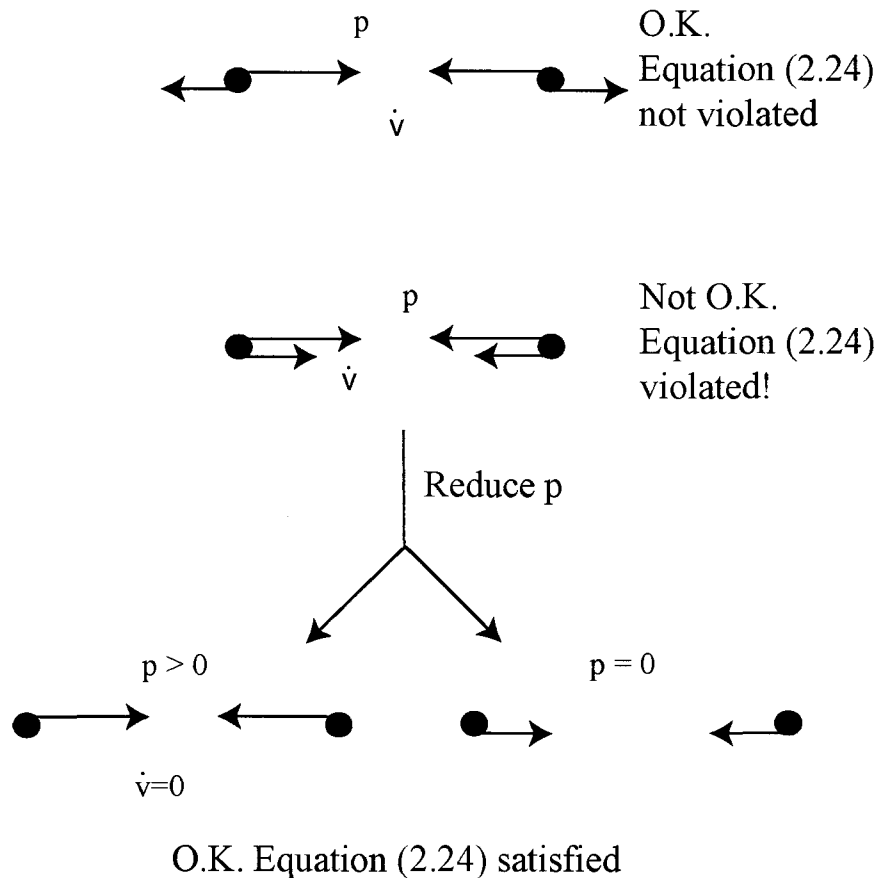 p
O.K.
Equation (2.24)
not violated
v̇
p
Not O.K.
Equation (2.24)
violated!
v̇
Reduce p
p > 0
p = 0
v̇=0
O.K. Equation (2.24) satisfied